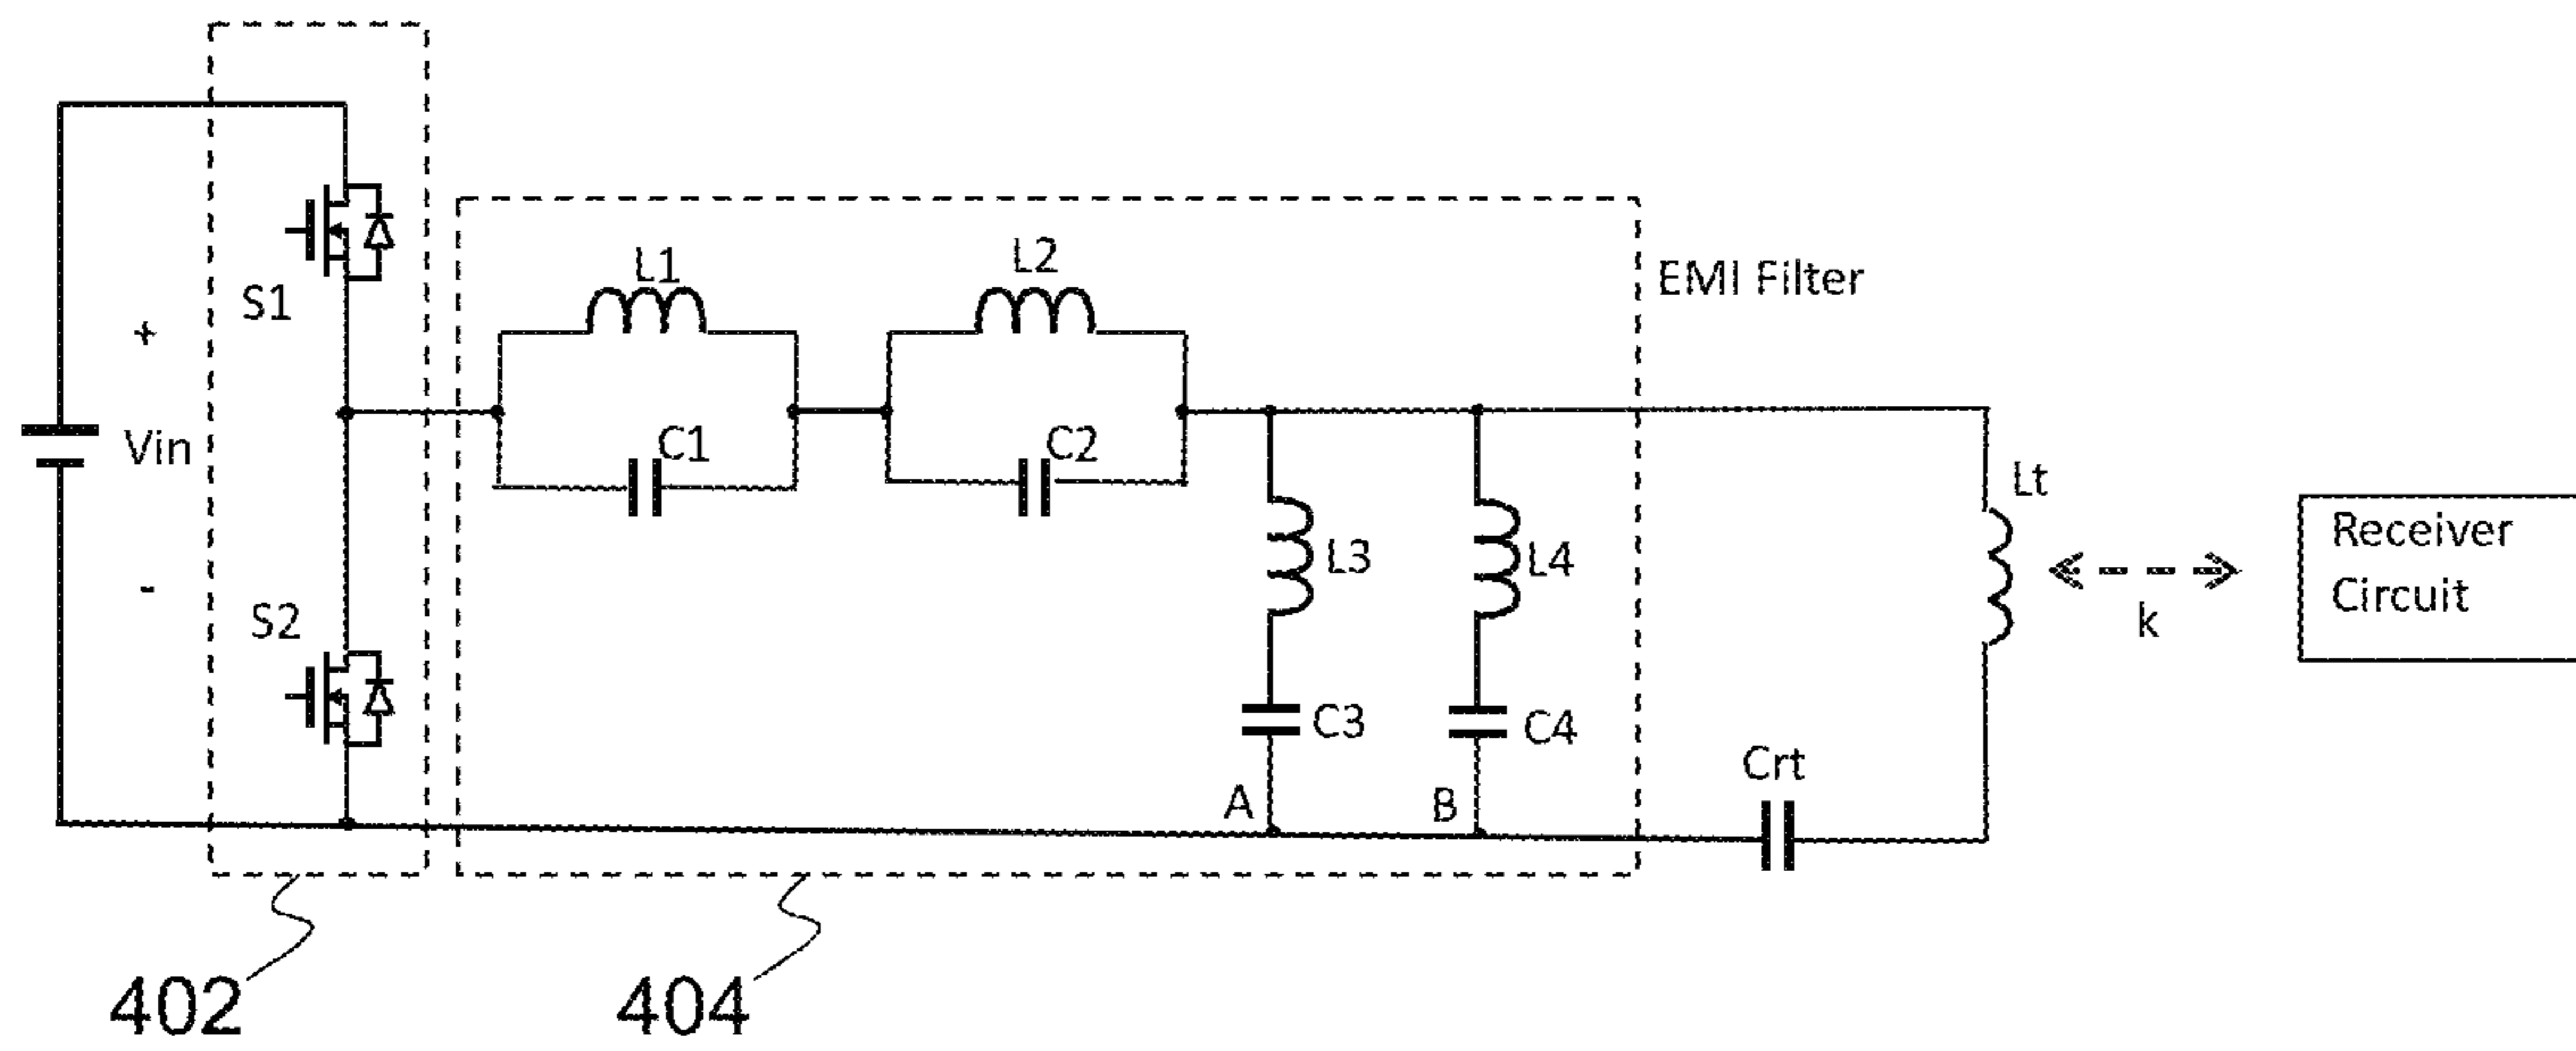 EMI Filter
L1
L2
S1
+
Vin
-
C1
C2
Lt
L3
L4
Receiver
Circuit
k
S2
C3
C4
Crt
A
B
402
404